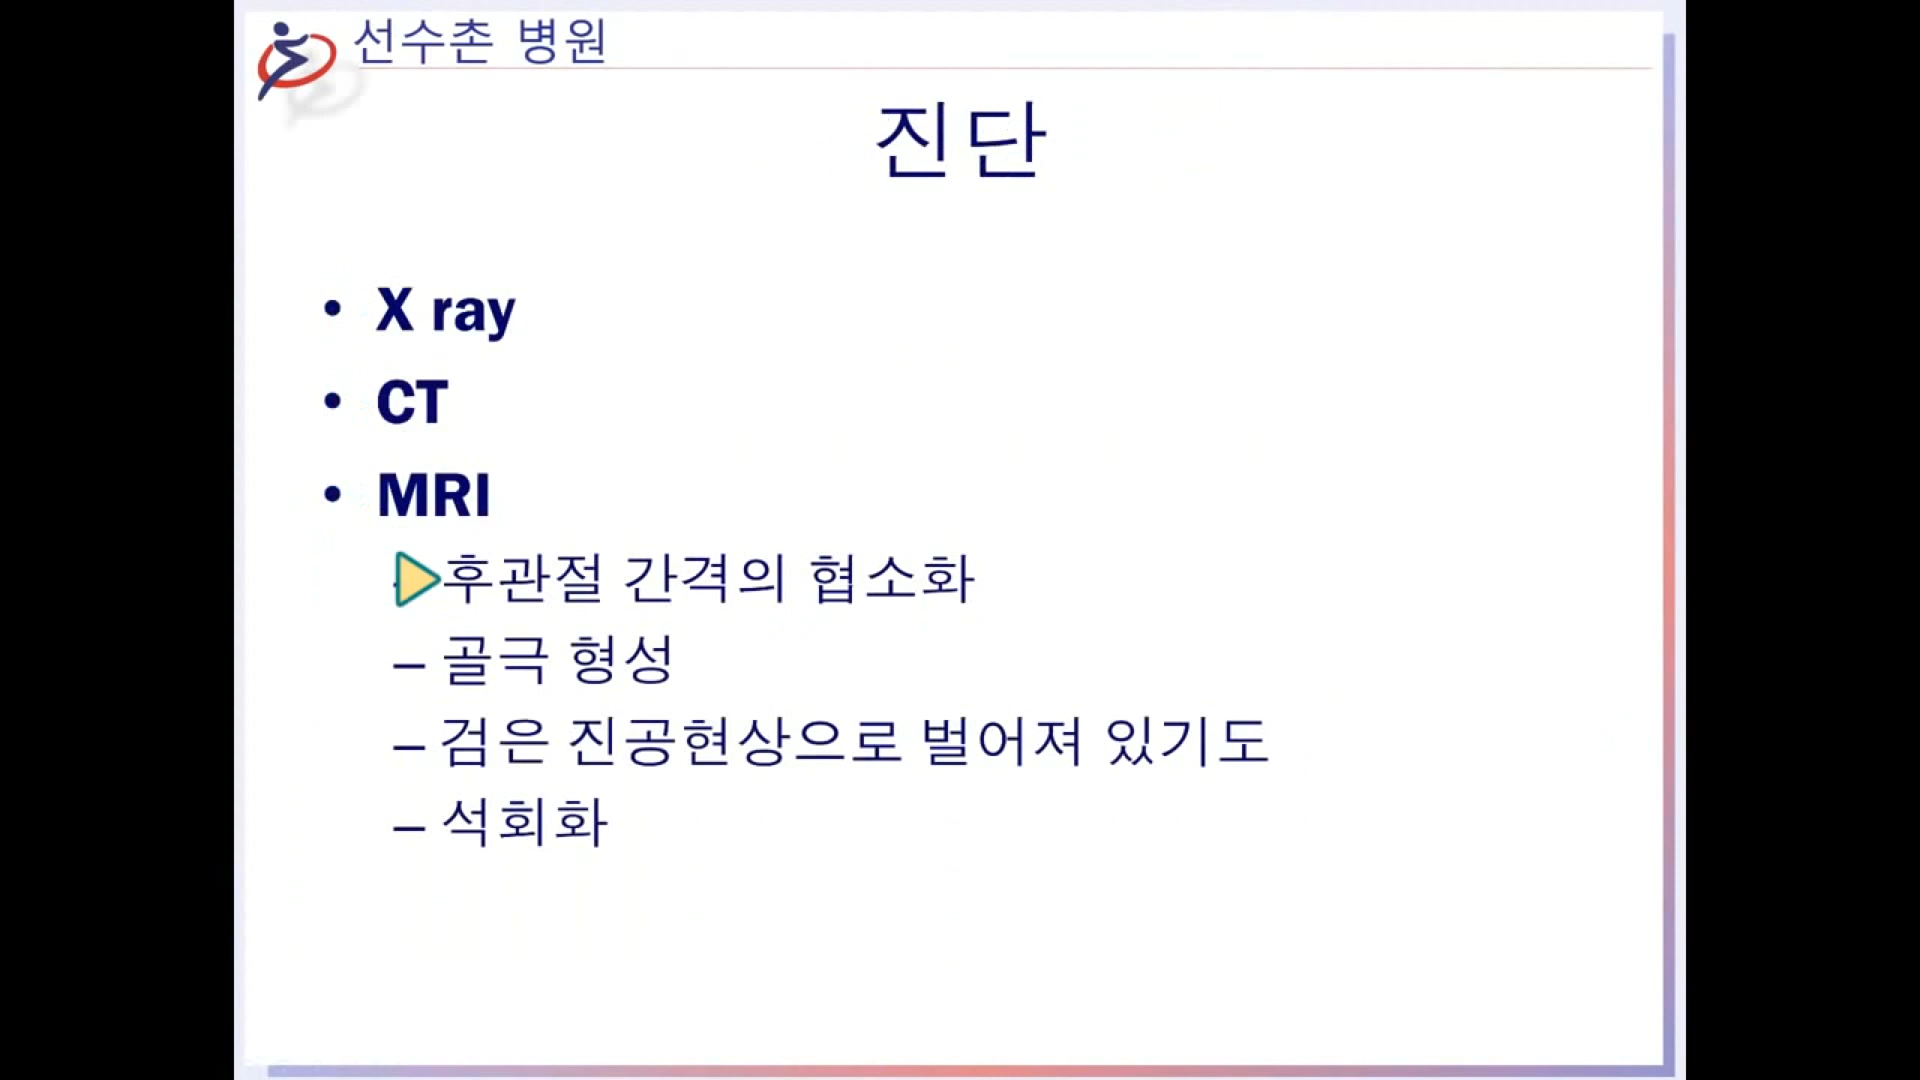 선수촌 병원
진단
• X ray
• CT
• MRI
후관절 간격의 협소화
– 골극 형성
– 검은 진공현상으로 벌어져 있기도
– 석회화